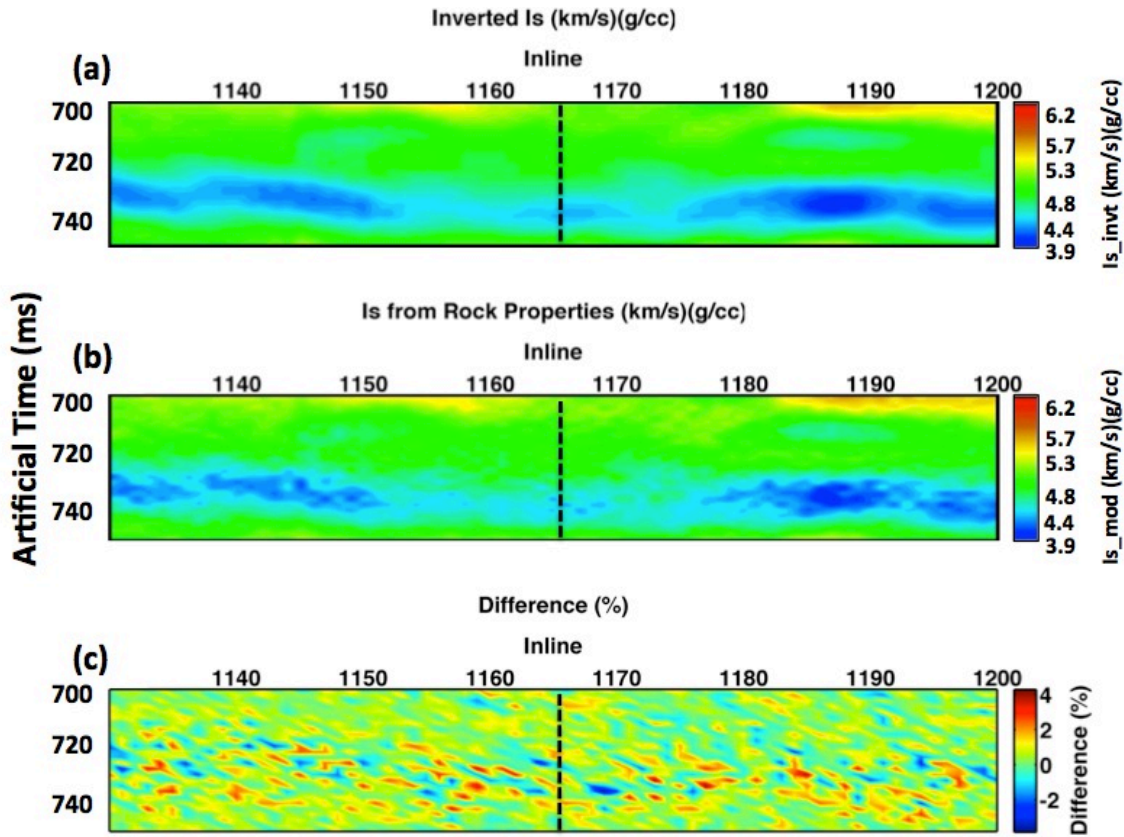 Inverted Is (km/s)(g/cc)
Inline
(a)
1140 1150 1160 1170 1180 1190 1200
700
720
740
6.2
5.7
5.3
4.8
4.4
3.9
Is_invt (km/s)(g/cc)
Artificial Time (ms)
Is from Rock Properties (km/s)(g/cc)
Inline
(b)
1140 1150 1160 1170 1180 1190 1200
700
720
740
6.2
5.7
5.3
4.8
4.4
3.9
Is_mod (km/s)(g/cc)
Difference (%)
Inline
(c)
1140 1150 1160 1170 1180 1190 1200
700
720
740
4
2
0
-2
Difference (%)